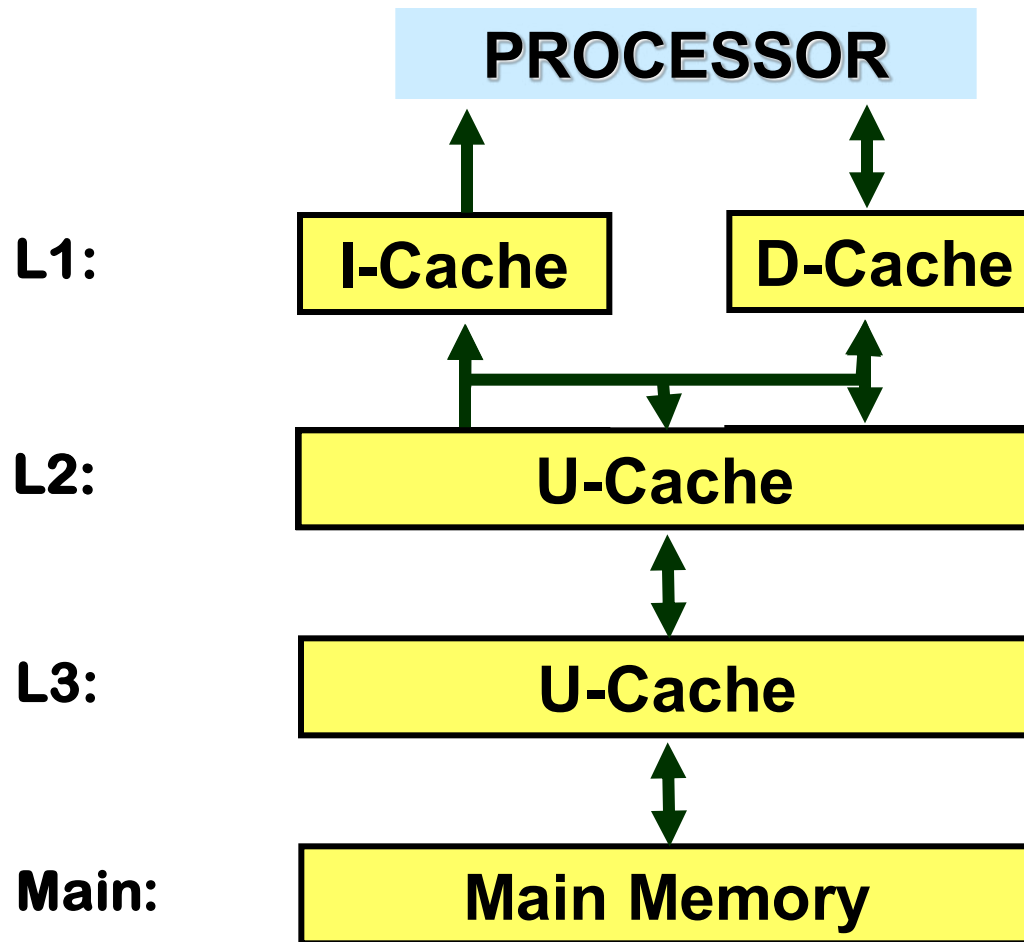 PROCESSOR
L1: I-Cache D-Cache
L2: U-Cache
L3: U-Cache
Main: Main Memory